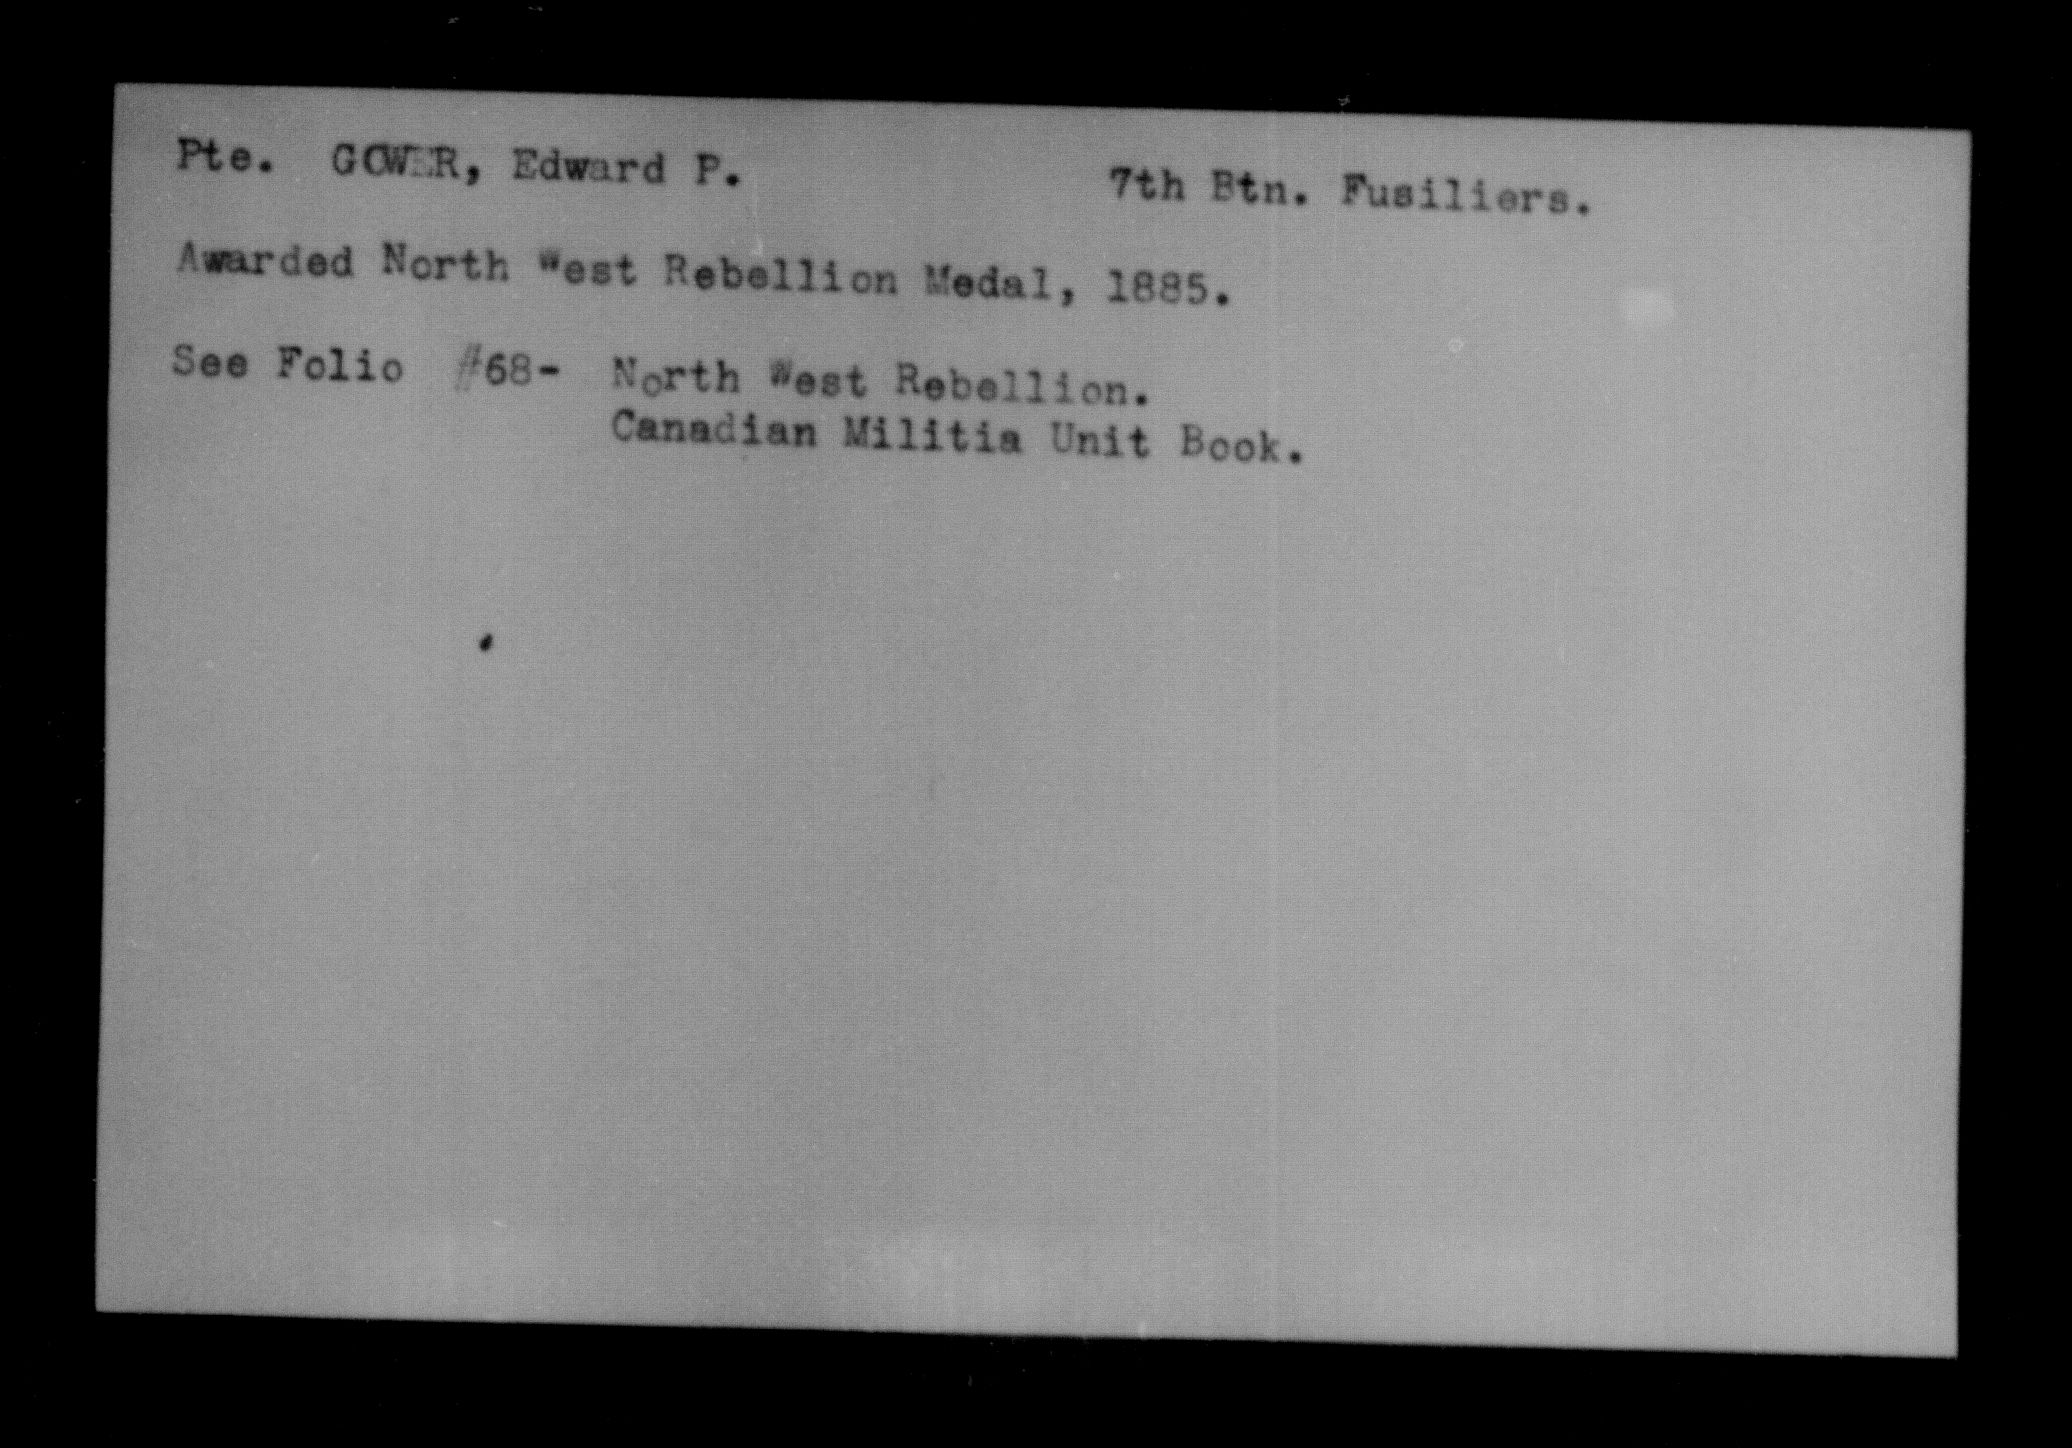 Pte. GOWER, Edward P. 7th Btn. Fusiliers.
Awarded North West Rebellion Medal, 1885.
See Folio #68- North West Rebellion.
Canadian Militia Unit Book.